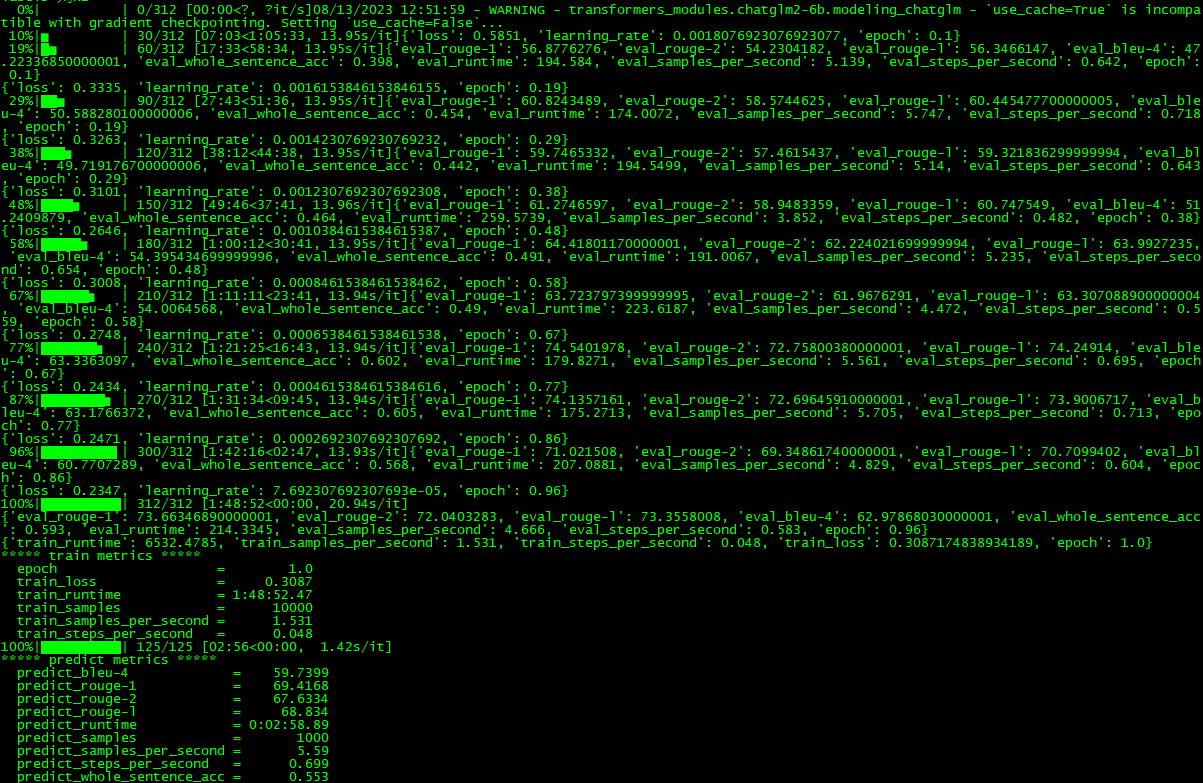 0%| | 0/312 [00:00<?, ?it/s]08/13/2023 12:51:59 - WARNING - transformers_modules.chatglm2-6b.modeling_chatglm - `use_cache=True` is incompa
tible with gradient checkpointing. Setting `use_cache=False`...
10%| | 30/312 [07:03<1:05:33, 13.95s/it]{'loss': 0.5851, 'learning_rate': 0.0018076923076923077, 'epoch': 0.1}
19%| | 60/312 [17:33<58:34, 13.95s/it]{'eval_rouge-1': 56.8776276, 'eval_rouge-2': 54.2304182, 'eval_rouge-l': 56.3466147, 'eval_bleu-4': 47
.22336850000001, 'eval_whole_sentence_acc': 0.398, 'eval_runtime': 194.584, 'eval_samples_per_second': 5.139, 'eval_steps_per_second': 0.642, 'epoch':
0.1}
{'loss': 0.3335, 'learning_rate': 0.0016153846153846155, 'epoch': 0.19}
29%| | 90/312 [27:43<51:36, 13.95s/it]{'eval_rouge-1': 60.8243489, 'eval_rouge-2': 58.5744625, 'eval_rouge-l': 60.445477700000005, 'eval_ble
u-4': 50.588280100000006, 'eval_whole_sentence_acc': 0.454, 'eval_runtime': 174.0072, 'eval_samples_per_second': 5.747, 'eval_steps_per_second': 0.718
, 'epoch': 0.19}
{'loss': 0.3263, 'learning_rate': 0.0014230769230769232, 'epoch': 0.29}
38%| | 120/312 [38:12<44:38, 13.95s/it]{'eval_rouge-1': 59.7465332, 'eval_rouge-2': 57.4615437, 'eval_rouge-l': 59.321836299999994, 'eval_bl
eu-4': 49.719176700000006, 'eval_whole_sentence_acc': 0.442, 'eval_runtime': 194.5499, 'eval_samples_per_second': 5.14, 'eval_steps_per_second': 0.643
, 'epoch': 0.29}
{'loss': 0.3101, 'learning_rate': 0.0012307692307692308, 'epoch': 0.38}
48%| | 150/312 [49:46<37:41, 13.96s/it]{'eval_rouge-1': 61.2746597, 'eval_rouge-2': 58.9483359, 'eval_rouge-l': 60.747549, 'eval_bleu-4': 51
.2409879, 'eval_whole_sentence_acc': 0.464, 'eval_runtime': 259.5739, 'eval_samples_per_second': 3.852, 'eval_steps_per_second': 0.482, 'epoch': 0.38}
{'loss': 0.2646, 'learning_rate': 0.0010384615384615387, 'epoch': 0.48}
58%| | 180/312 [1:00:12<30:41, 13.95s/it]{'eval_rouge-1': 64.41801170000001, 'eval_rouge-2': 62.224021699999994, 'eval_rouge-l': 63.9927235,
'eval_bleu-4': 54.395434699999996, 'eval_whole_sentence_acc': 0.491, 'eval_runtime': 191.0067, 'eval_samples_per_second': 5.235, 'eval_steps_per_seco
nd': 0.654, 'epoch': 0.48}
{'loss': 0.3008, 'learning_rate': 0.0008461538461538462, 'epoch': 0.58}
67%| | 210/312 [1:11:11<23:41, 13.94s/it]{'eval_rouge-1': 63.723797399999995, 'eval_rouge-2': 61.9676291, 'eval_rouge-l': 63.307088900000004
, 'eval_bleu-4': 54.0064568, 'eval_whole_sentence_acc': 0.49, 'eval_runtime': 223.6187, 'eval_samples_per_second': 4.472, 'eval_steps_per_second': 0.5
59, 'epoch': 0.58}
{'loss': 0.2748, 'learning_rate': 0.0006538461538461538, 'epoch': 0.67}
77%| | 240/312 [1:21:25<16:43, 13.94s/it]{'eval_rouge-1': 74.5401978, 'eval_rouge-2': 72.75800380000001, 'eval_rouge-l': 74.24914, 'eval_ble
u-4': 63.3363097, 'eval_whole_sentence_acc': 0.602, 'eval_runtime': 179.8271, 'eval_samples_per_second': 5.561, 'eval_steps_per_second': 0.695, 'epoch
': 0.67}
{'loss': 0.2434, 'learning_rate': 0.0004615384615384616, 'epoch': 0.77}
87%| | 270/312 [1:31:34<09:45, 13.94s/it]{'eval_rouge-1': 74.1357161, 'eval_rouge-2': 72.69645910000001, 'eval_rouge-l': 73.9006717, 'eval_b
leu-4': 63.1766372, 'eval_whole_sentence_acc': 0.605, 'eval_runtime': 175.2713, 'eval_samples_per_second': 5.705, 'eval_steps_per_second': 0.713, 'epo
ch': 0.77}
{'loss': 0.2471, 'learning_rate': 0.0002692307692307692, 'epoch': 0.86}
96%| | 300/312 [1:42:16<02:47, 13.93s/it]{'eval_rouge-1': 71.021508, 'eval_rouge-2': 69.34861740000001, 'eval_rouge-l': 70.7099402, 'eval_bl
eu-4': 60.7707289, 'eval_whole_sentence_acc': 0.568, 'eval_runtime': 207.0881, 'eval_samples_per_second': 4.829, 'eval_steps_per_second': 0.604, 'epoc
h': 0.86}
{'loss': 0.2347, 'learning_rate': 7.692307692307693e-05, 'epoch': 0.96}
100%| | 312/312 [1:48:52<00:00, 20.94s/it]
{'eval_rouge-1': 73.66346890000001, 'eval_rouge-2': 72.0403283, 'eval_rouge-l': 73.3558008, 'eval_bleu-4': 62.97868030000001, 'eval_whole_sentence_acc
': 0.593, 'eval_runtime': 214.3345, 'eval_samples_per_second': 4.666, 'eval_steps_per_second': 0.583, 'epoch': 0.96}
{'train_runtime': 6532.4785, 'train_samples_per_second': 1.531, 'train_steps_per_second': 0.048, 'train_loss': 0.3087174838934189, 'epoch': 1.0}
***** train metrics *****
epoch = 1.0
train_loss = 0.3087
train_runtime = 1:48:52.47
train_samples = 10000
train_samples_per_second = 1.531
train_steps_per_second = 0.048
100%| | 125/125 [02:56<00:00, 1.42s/it]
***** predict metrics *****
predict_bleu-4 = 59.7399
predict_rouge-1 = 69.4168
predict_rouge-2 = 67.6334
predict_rouge-l = 68.834
predict_runtime = 0:02:58.89
predict_samples = 1000
predict_samples_per_second = 5.59
predict_steps_per_second = 0.699
predict_whole_sentence_acc = 0.553